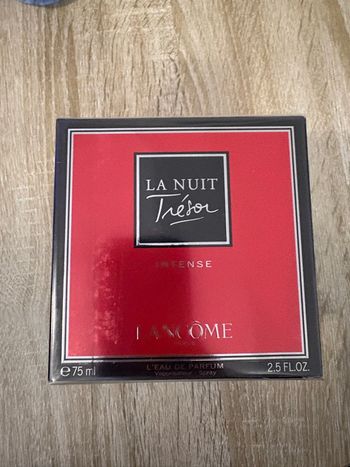 LA NUIT
Trésor
INTENSE
LANCÔME
L'EAU DE PARFUM
Vaporisateur - Spray
e 75 ml
2.5 FL.OZ.